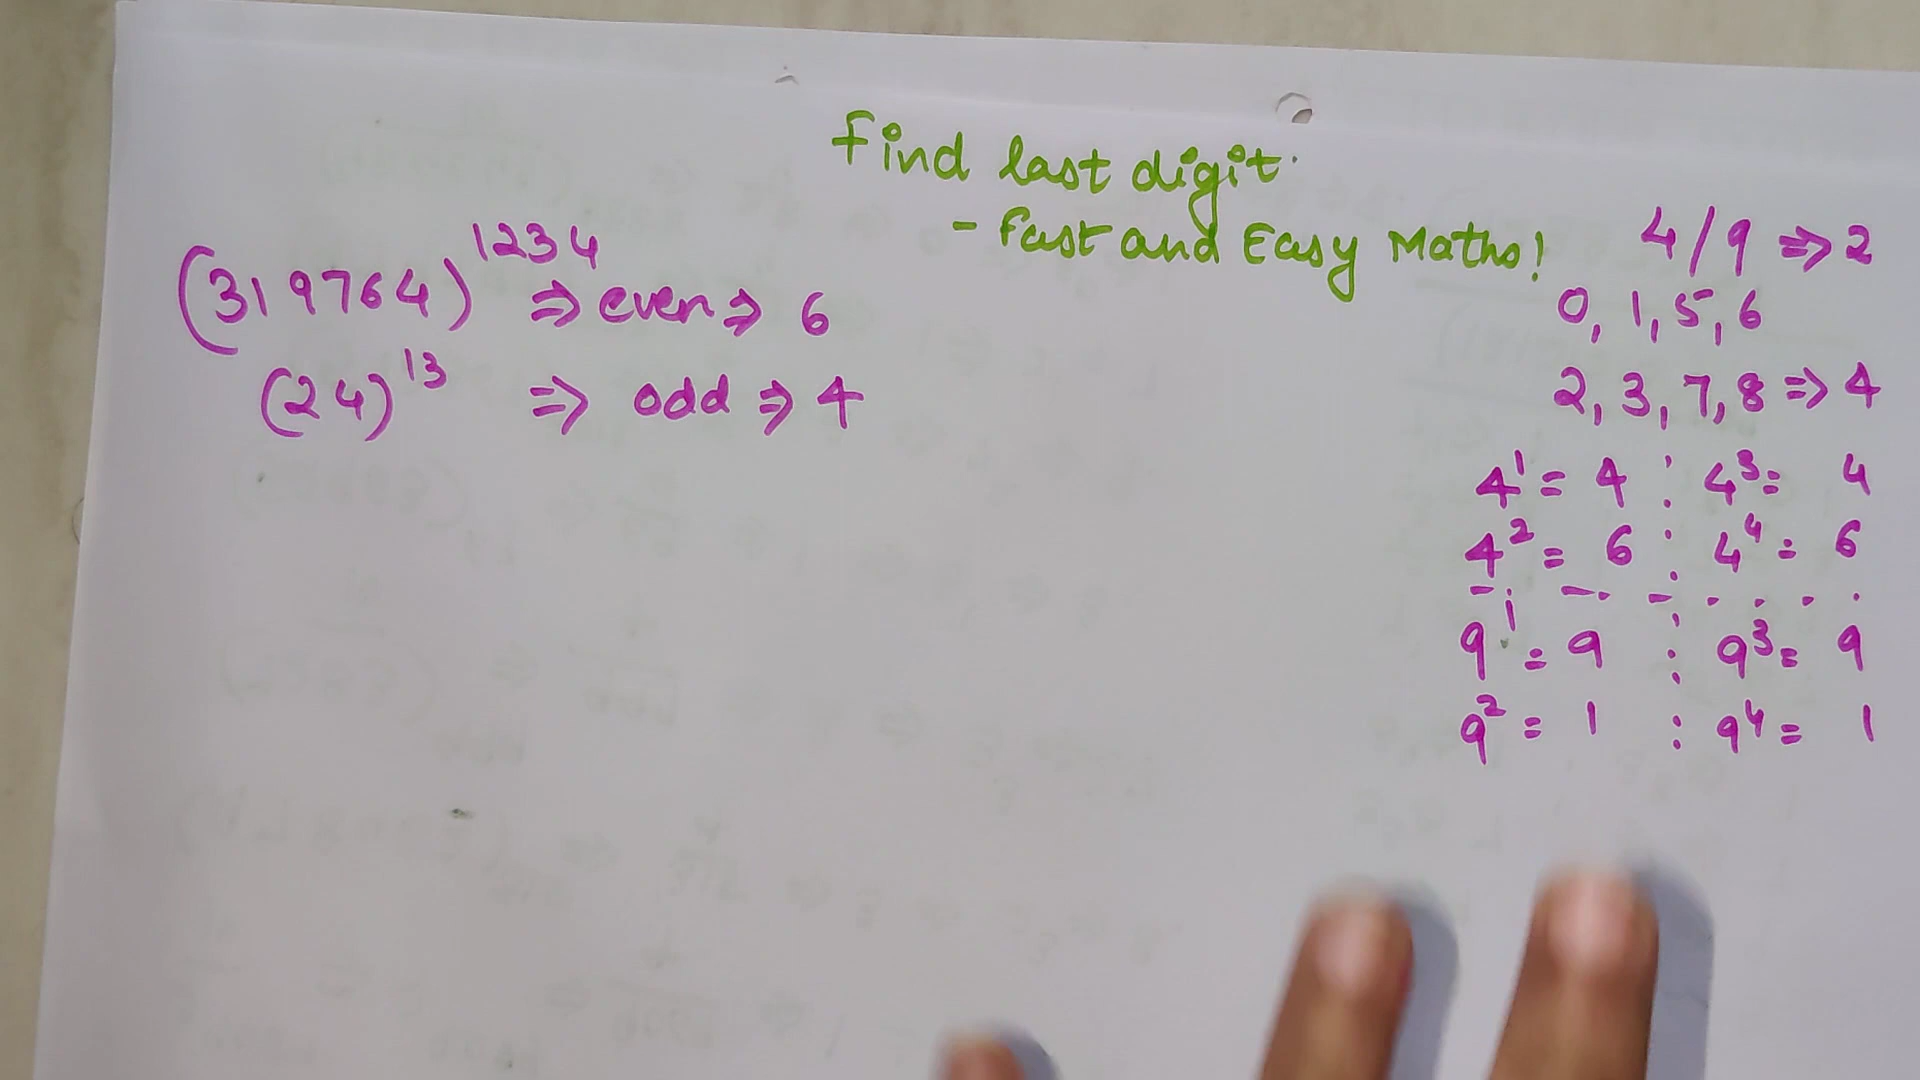 Find last digit.
- Fast and Easy Maths!
(319764)^1234 ⇒ even ⇒ 6
(24)^13 ⇒ odd ⇒ 4
4/9 ⇒ 2
0, 1, 5, 6
2, 3, 7, 8 ⇒ 4
4^1 = 4 : 4^3 = 4
4^2 = 6 : 4^4 = 6
9^1 = 9 : 9^3 = 9
9^2 = 1 : 9^4 = 1